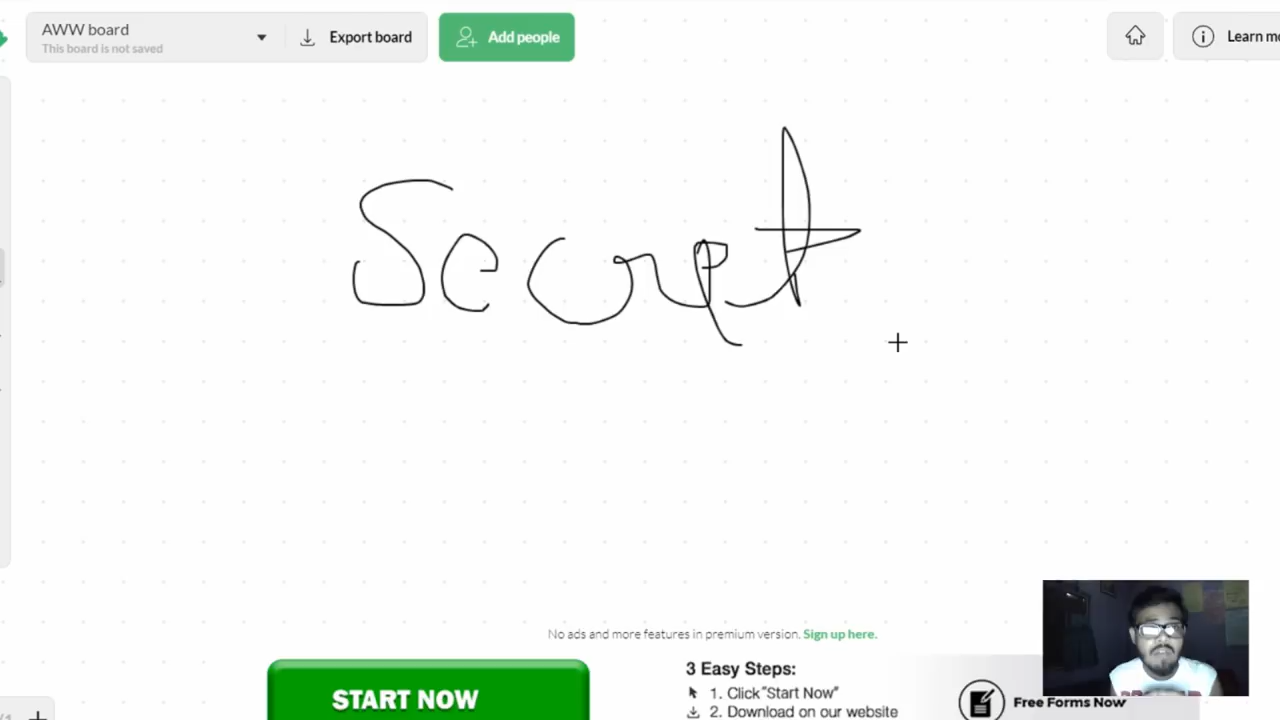 AWW board
This board is not saved
Export board
Add people
Learn mo
Secret
No ads and more features in premium version. Sign up here.
START NOW
3 Easy Steps:
1. Click "Start Now"
2. Download on our website
Free Forms Now